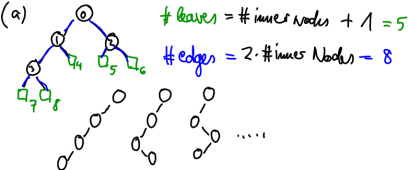 (a)
# leaves = # inner nodes + 1 = 5
# edges = 2 · # inner Nodes = 8
0
1 2
3 4 5 6
7 8
.....